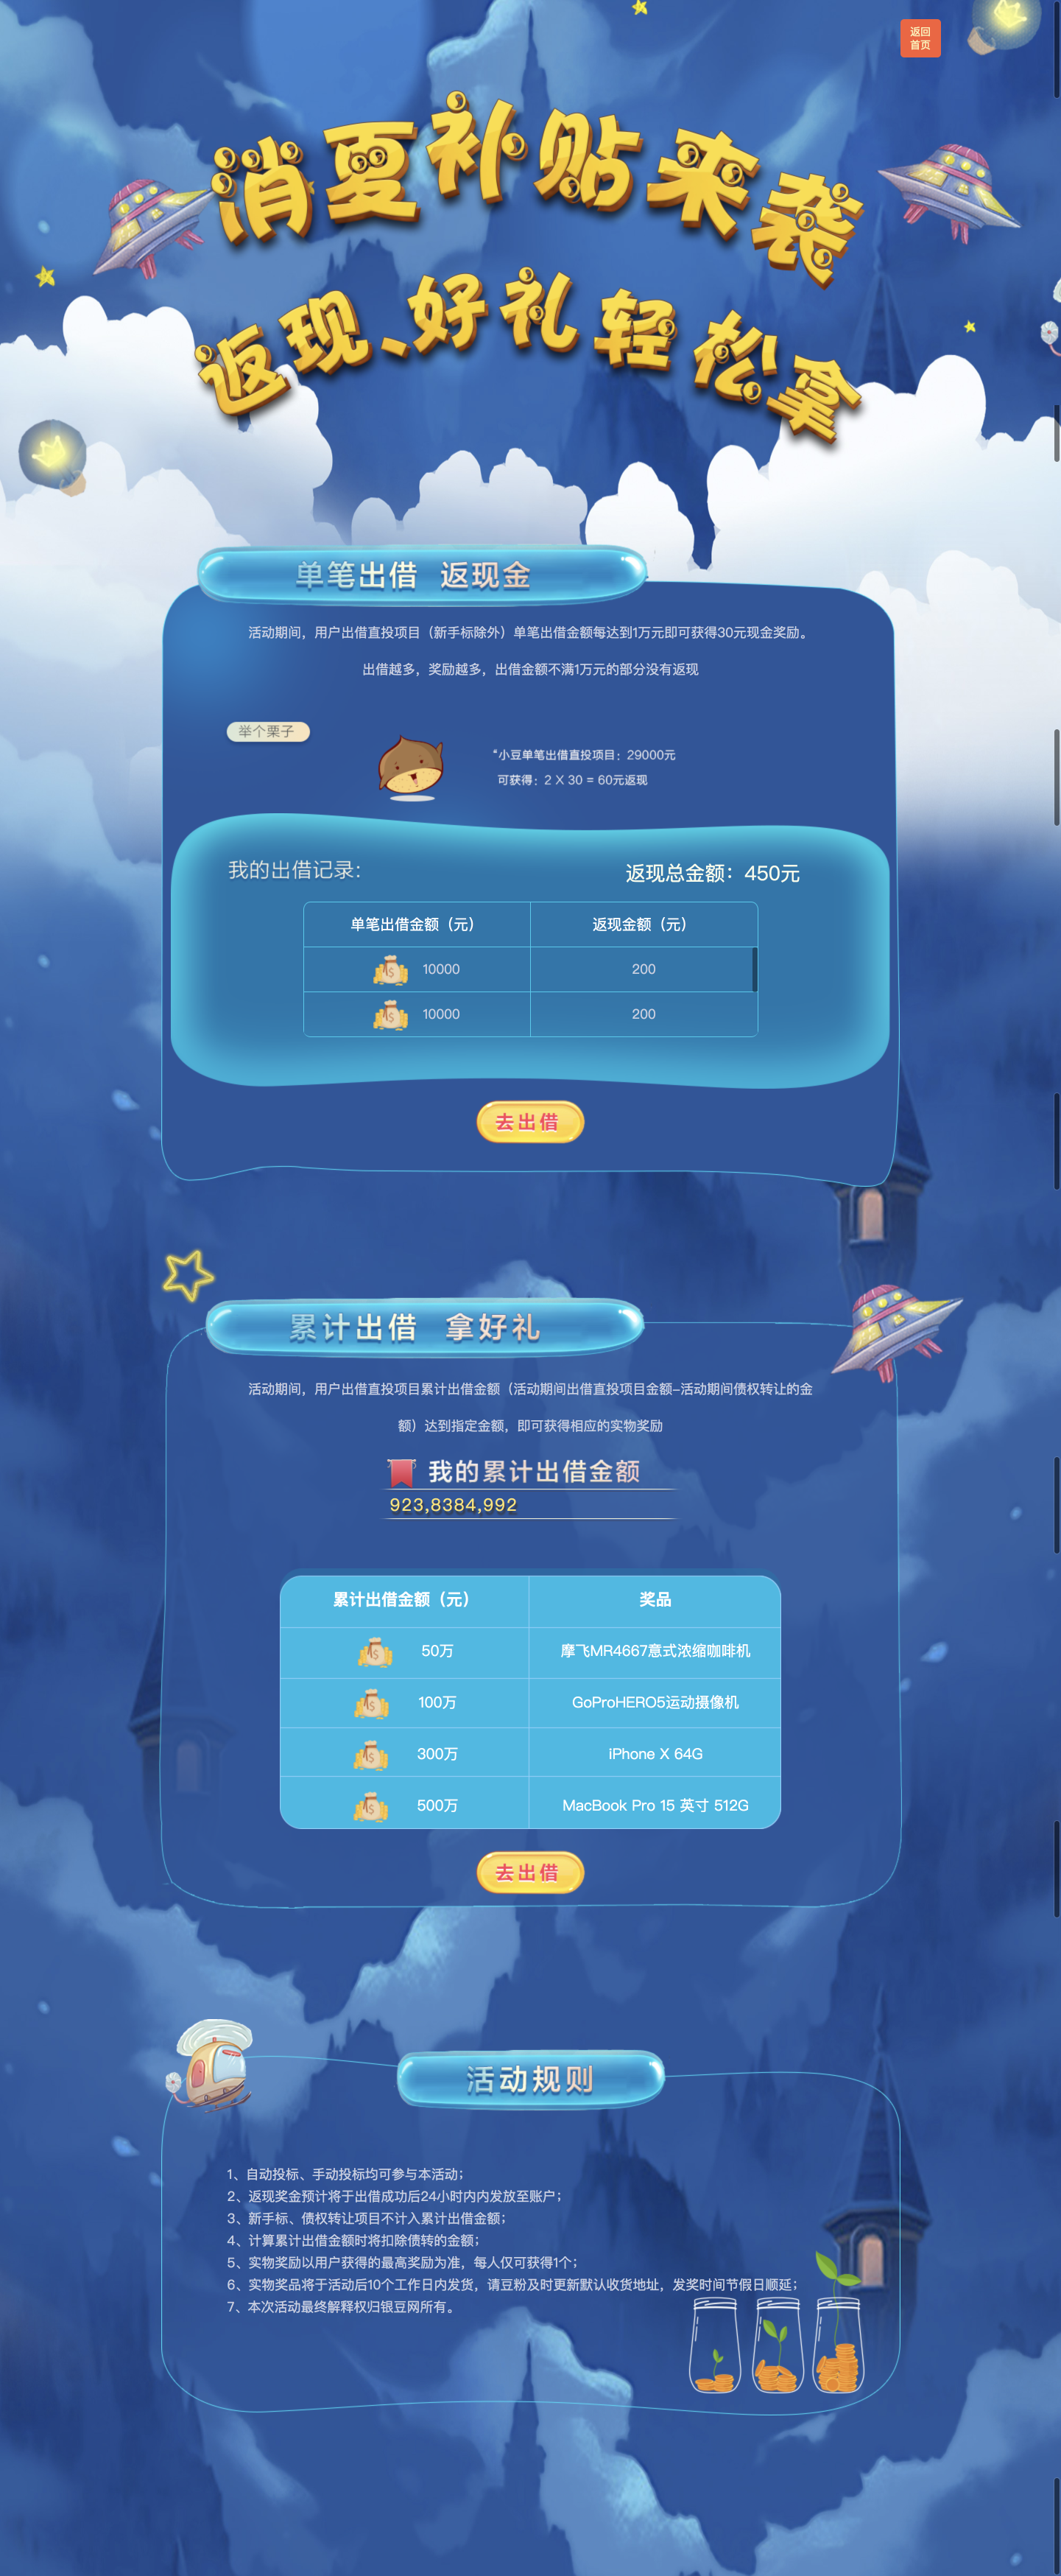 返回
首页
消夏补贴来袭
返现、好礼轻松拿
单笔出借 返现金
活动期间，用户出借直投项目（新手标除外）单笔出借金额每达到1万元即可获得30元现金奖励。
出借越多，奖励越多，出借金额不满1万元的部分没有返现
举个栗子
“小豆单笔出借直投项目：29000元
可获得：2 X 30 = 60元返现
我的出借记录：
返现总金额：450元
单笔出借金额（元） 返现金额（元）
10000 200
10000 200
去出借
累计出借 拿好礼
活动期间，用户出借直投项目累计出借金额（活动期间出借直投项目金额-活动期间债权转让的金
额）达到指定金额，即可获得相应的实物奖励
我的累计出借金额
923,8384,992
累计出借金额（元） 奖品
50万 摩飞MR4667意式浓缩咖啡机
100万 GoProHERO5运动摄像机
300万 iPhone X 64G
500万 MacBook Pro 15 英寸 512G
去出借
活动规则
1、自动投标、手动投标均可参与本活动；
2、返现奖金预计将于出借成功后24小时内内发放至账户；
3、新手标、债权转让项目不计入累计出借金额；
4、计算累计出借金额时将扣除债转的金额；
5、实物奖励以用户获得的最高奖励为准，每人仅可获得1个；
6、实物奖品将于活动后10个工作日内发货，请豆粉及时更新默认收货地址，发奖时间节假日顺延；
7、本次活动最终解释权归银豆网所有。